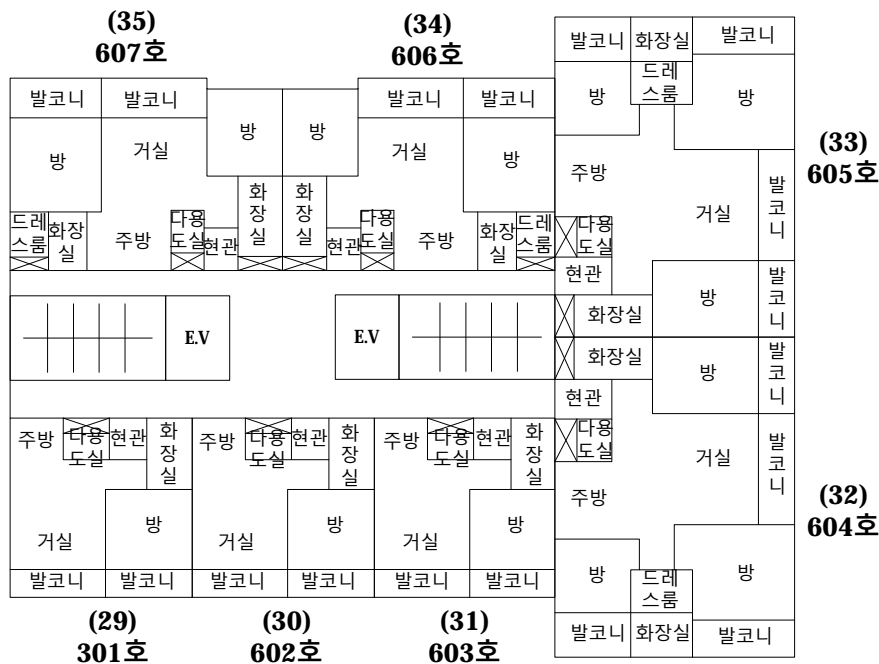 (35)
607호
(34)
606호
발코니 화장실 발코니
드레
스룸
방 방
발코니 발코니 발코니 발코니
방 방
방 거실 거실 방
(33)
605호
주방 발
코
니
거실
드레
스룸 화장
실 주방 다용
도실 현관 화
장
실 화
장
실 현관 다용
도실 주방 화장
실 드레
스룸
다용
도실
현관
방 발
코
니
화장실
E.V E.V
화장실
방 발
코
니
현관
주방 다용
도실 현관 화
장
실 주방 다용
도실 현관 화
장
실 주방 다용
도실 현관 화
장
실
다용
도실
거실 발
코
니
주방
(32)
604호
거실 방 거실 방 거실 방
방 드레
스룸 방
발코니 발코니 발코니 발코니 발코니 발코니
발코니 화장실 발코니
(29)
301호
(30)
602호
(31)
603호